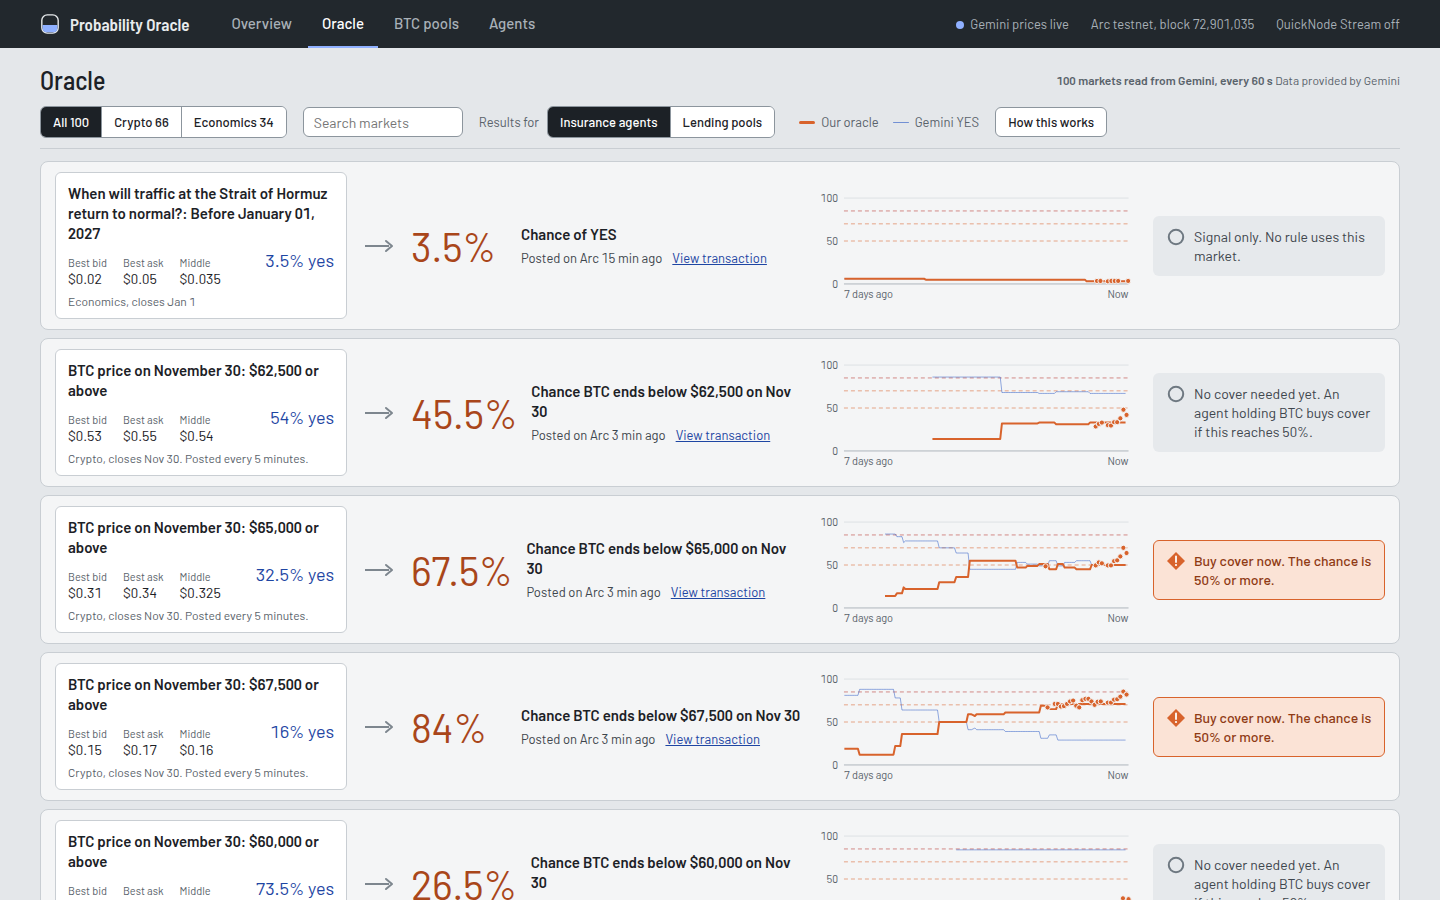 Probability Oracle
Overview
Oracle
BTC pools
Agents
Gemini prices live
Arc testnet, block 72,901,035
QuickNode Stream off
Oracle
100 markets read from Gemini, every 60 s Data provided by Gemini
All 100
Crypto 66
Economics 34
Search markets
Results for
Insurance agents
Lending pools
Our oracle
Gemini YES
How this works
When will traffic at the Strait of Hormuz
return to normal?: Before January 01,
2027
Best bid
Best ask
Middle
$0.02
$0.05
$0.035
3.5% yes
Economics, closes Jan 1
3.5%
Chance of YES
Posted on Arc 15 min ago
View transaction
100
50
0
7 days ago
Now
Signal only. No rule uses this
market.
BTC price on November 30: $62,500 or
above
Best bid
Best ask
Middle
$0.53
$0.55
$0.54
54% yes
Crypto, closes Nov 30. Posted every 5 minutes.
45.5%
Chance BTC ends below $62,500 on Nov
30
Posted on Arc 3 min ago
View transaction
100
50
0
7 days ago
Now
No cover needed yet. An
agent holding BTC buys cover
if this reaches 50%.
BTC price on November 30: $65,000 or
above
Best bid
Best ask
Middle
$0.31
$0.34
$0.325
32.5% yes
Crypto, closes Nov 30. Posted every 5 minutes.
67.5%
Chance BTC ends below $65,000 on Nov
30
Posted on Arc 3 min ago
View transaction
100
50
0
7 days ago
Now
Buy cover now. The chance is
50% or more.
BTC price on November 30: $67,500 or
above
Best bid
Best ask
Middle
$0.15
$0.17
$0.16
16% yes
Crypto, closes Nov 30. Posted every 5 minutes.
84%
Chance BTC ends below $67,500 on Nov 30
Posted on Arc 3 min ago
View transaction
100
50
0
7 days ago
Now
Buy cover now. The chance is
50% or more.
BTC price on November 30: $60,000 or
above
Best bid
Best ask
Middle
73.5% yes
26.5%
Chance BTC ends below $60,000 on Nov
30
100
50
No cover needed yet. An
agent holding BTC buys cover